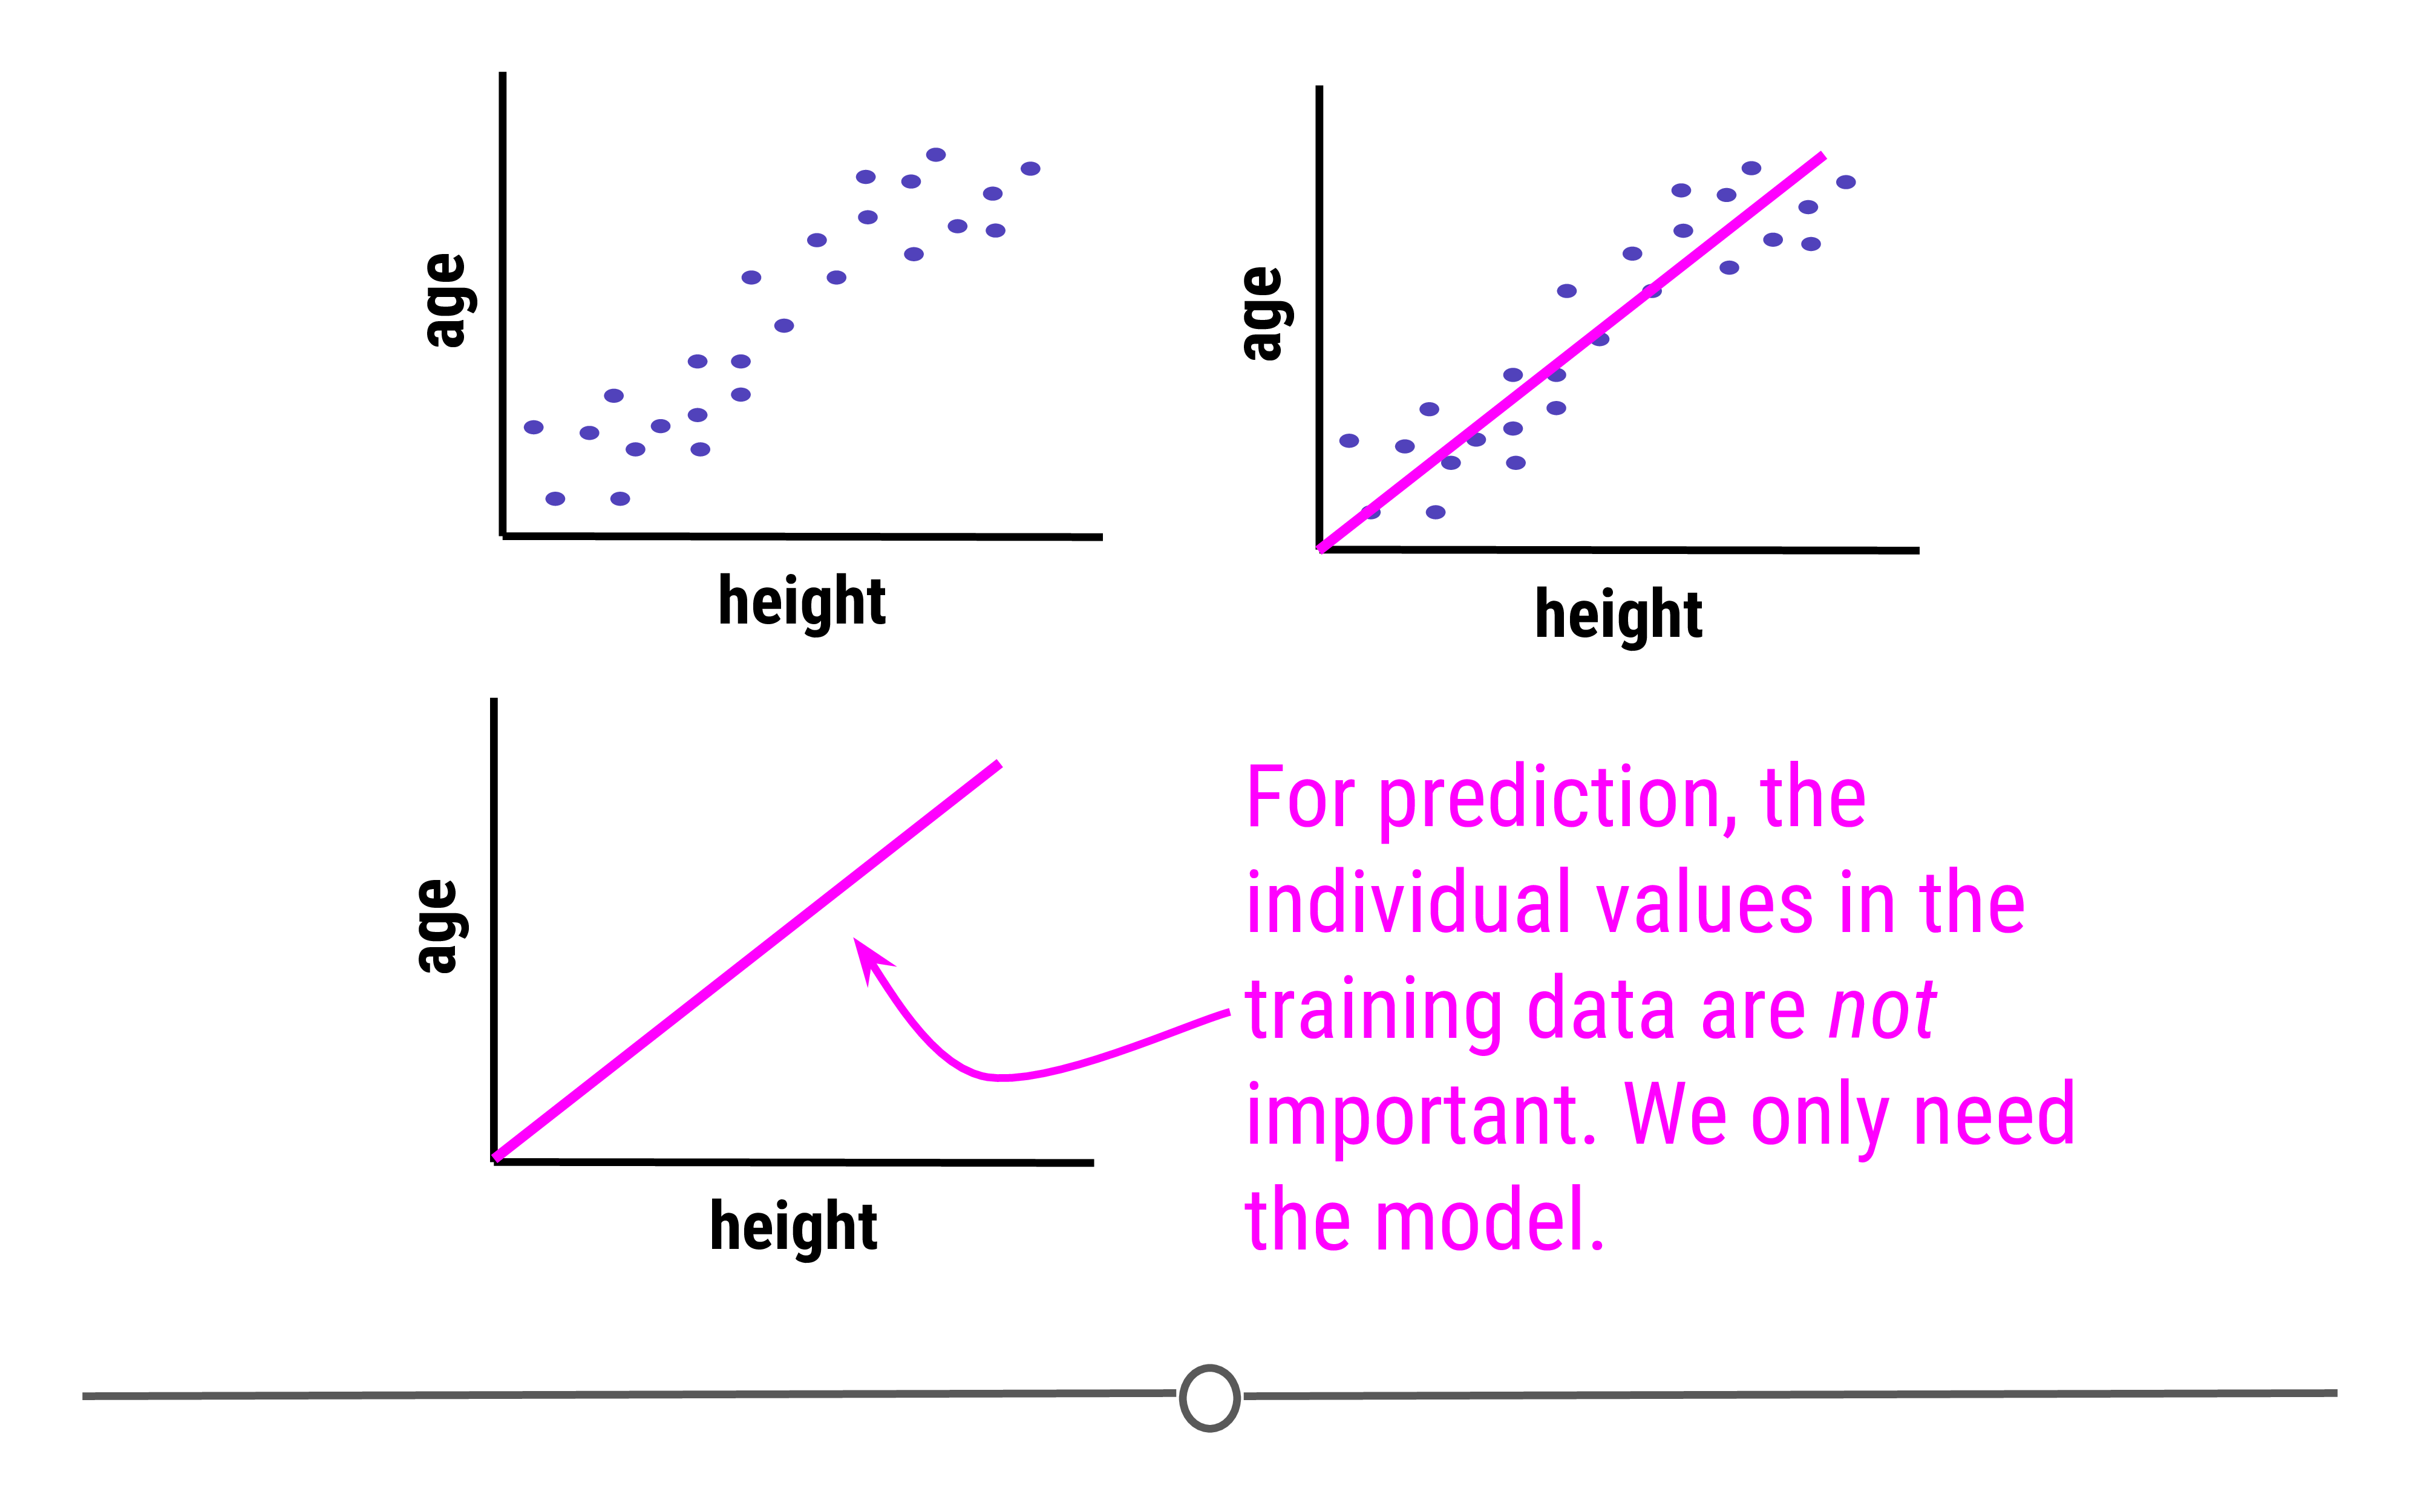 age
height
age
height
age
height
For prediction, the
individual values in the
training data are not
important. We only need
the model.